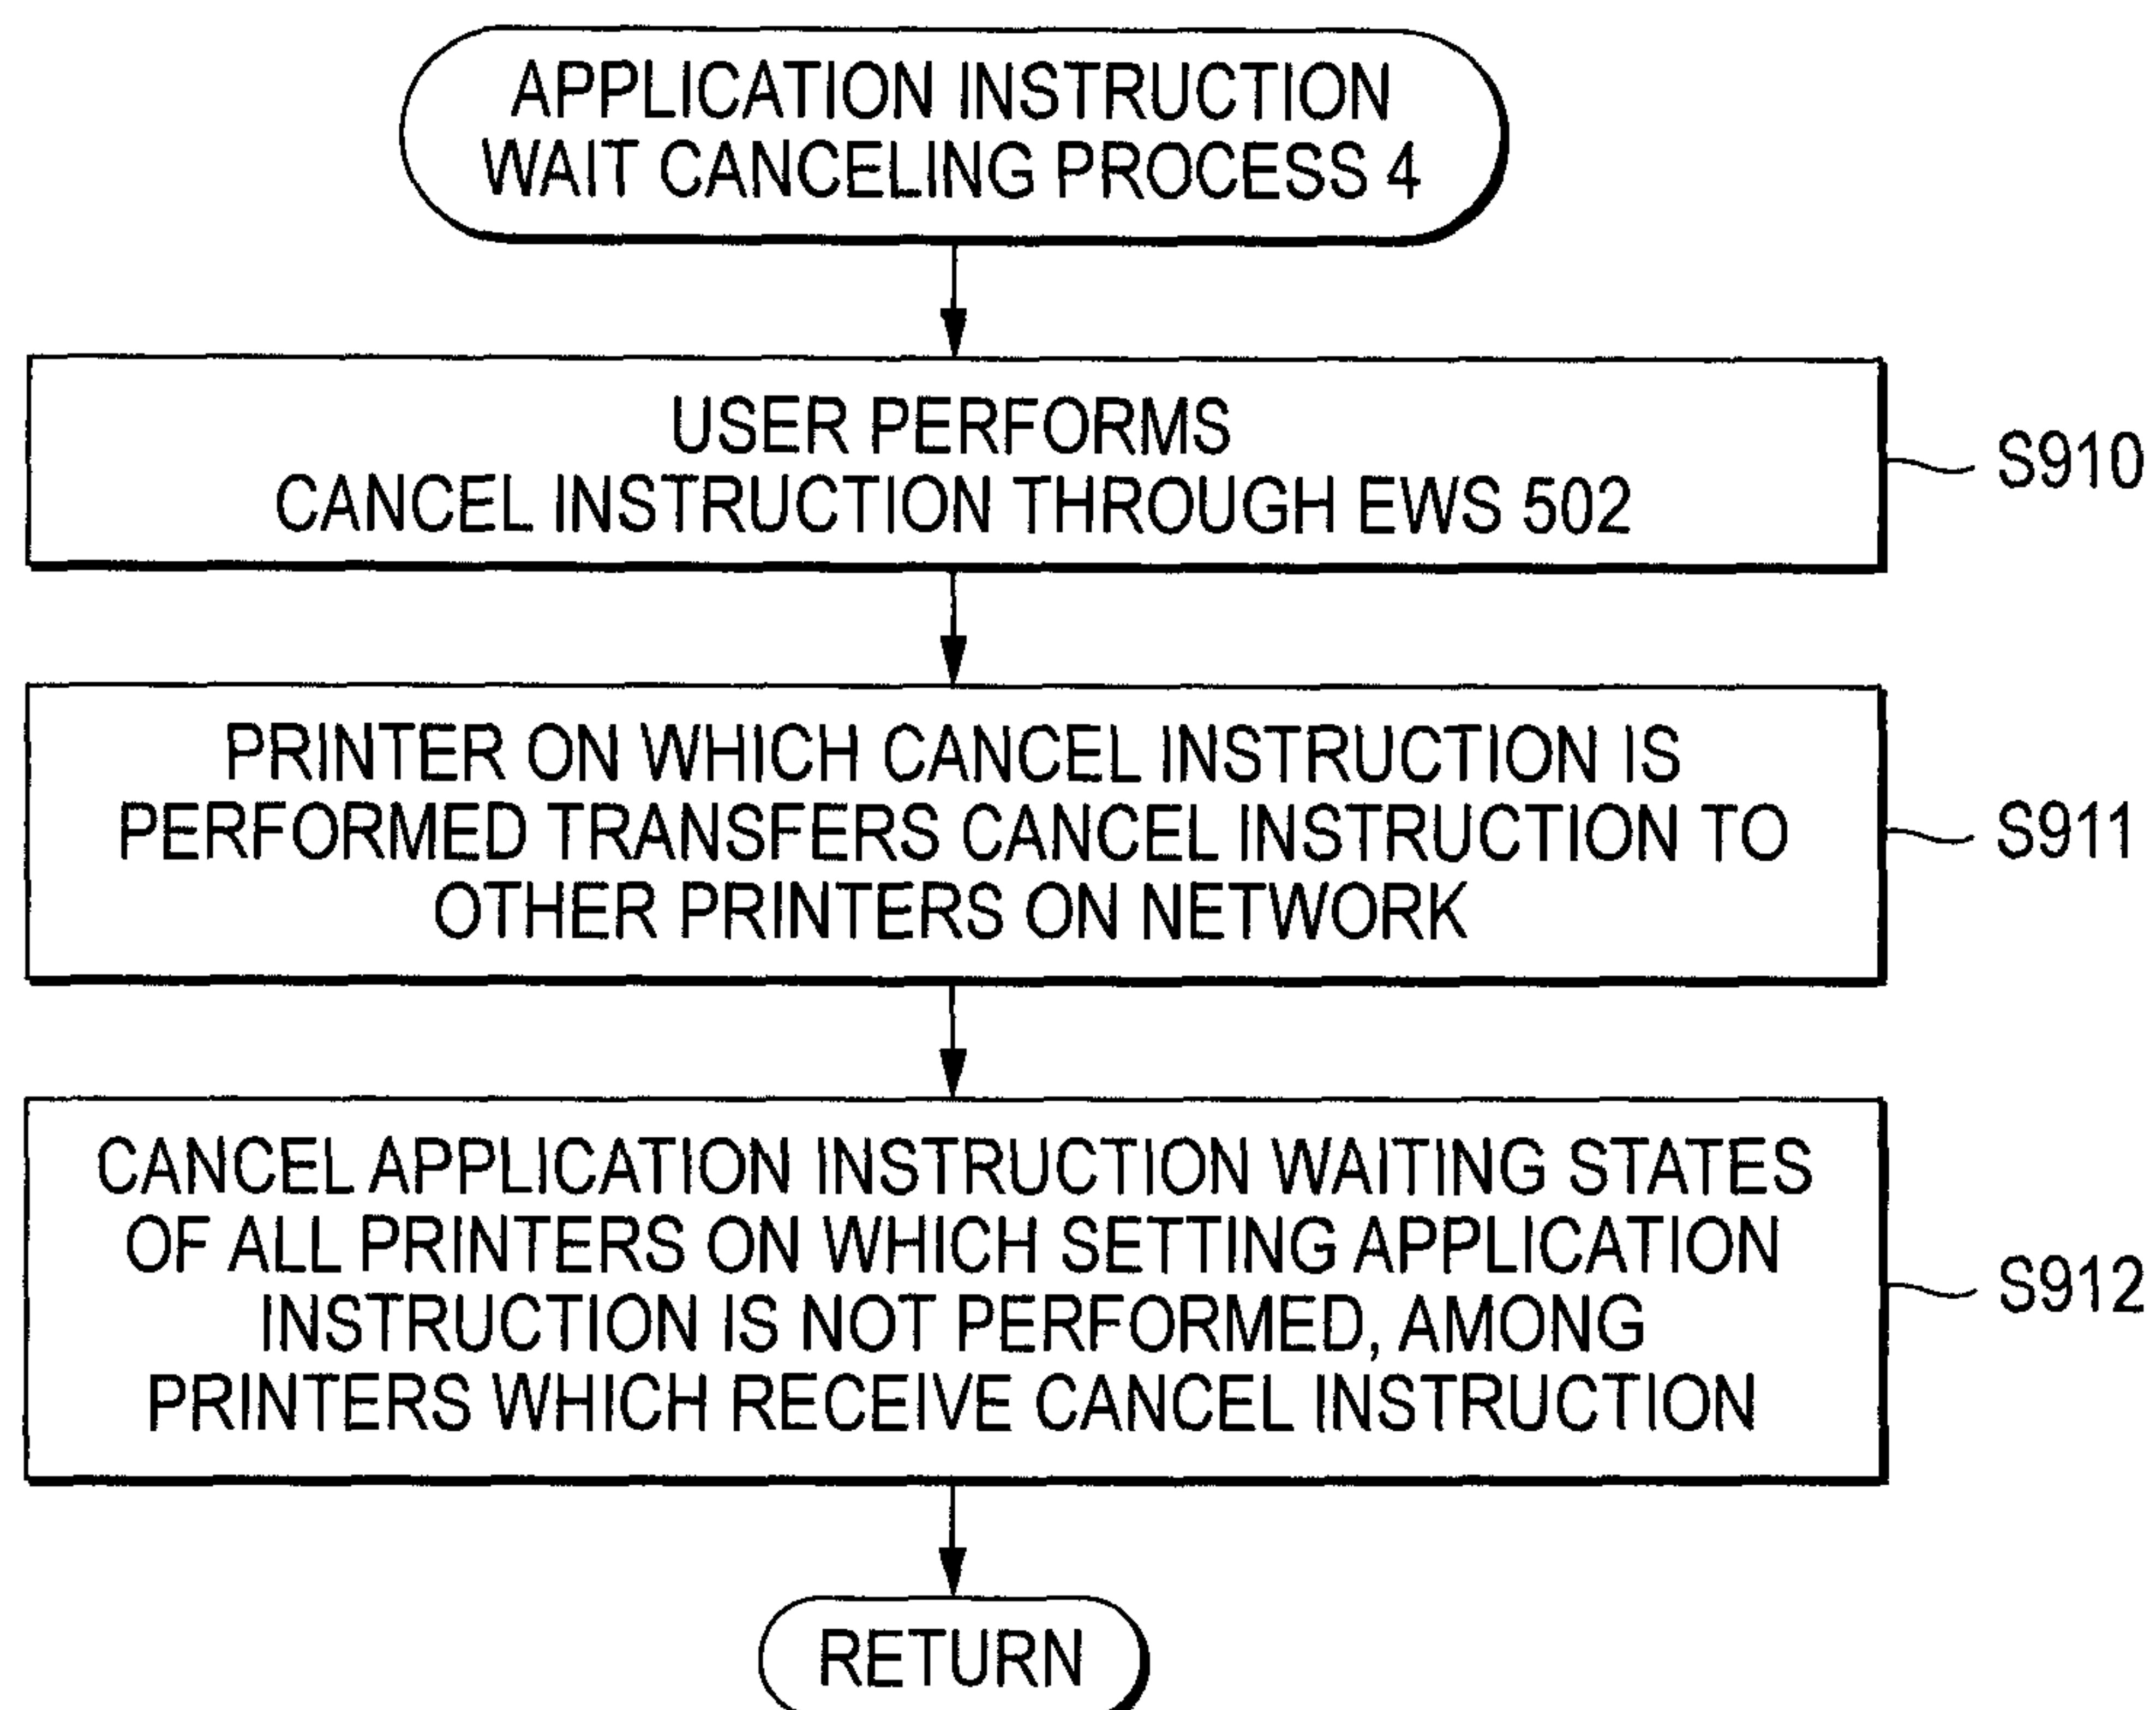 APPLICATION INSTRUCTION
WAIT CANCELING PROCESS 4
USER PERFORMS
CANCEL INSTRUCTION THROUGH EWS 502
S910
PRINTER ON WHICH CANCEL INSTRUCTION IS
PERFORMED TRANSFERS CANCEL INSTRUCTION TO
OTHER PRINTERS ON NETWORK
S911
CANCEL APPLICATION INSTRUCTION WAITING STATES
OF ALL PRINTERS ON WHICH SETTING APPLICATION
INSTRUCTION IS NOT PERFORMED, AMONG
PRINTERS WHICH RECEIVE CANCEL INSTRUCTION
S912
RETURN